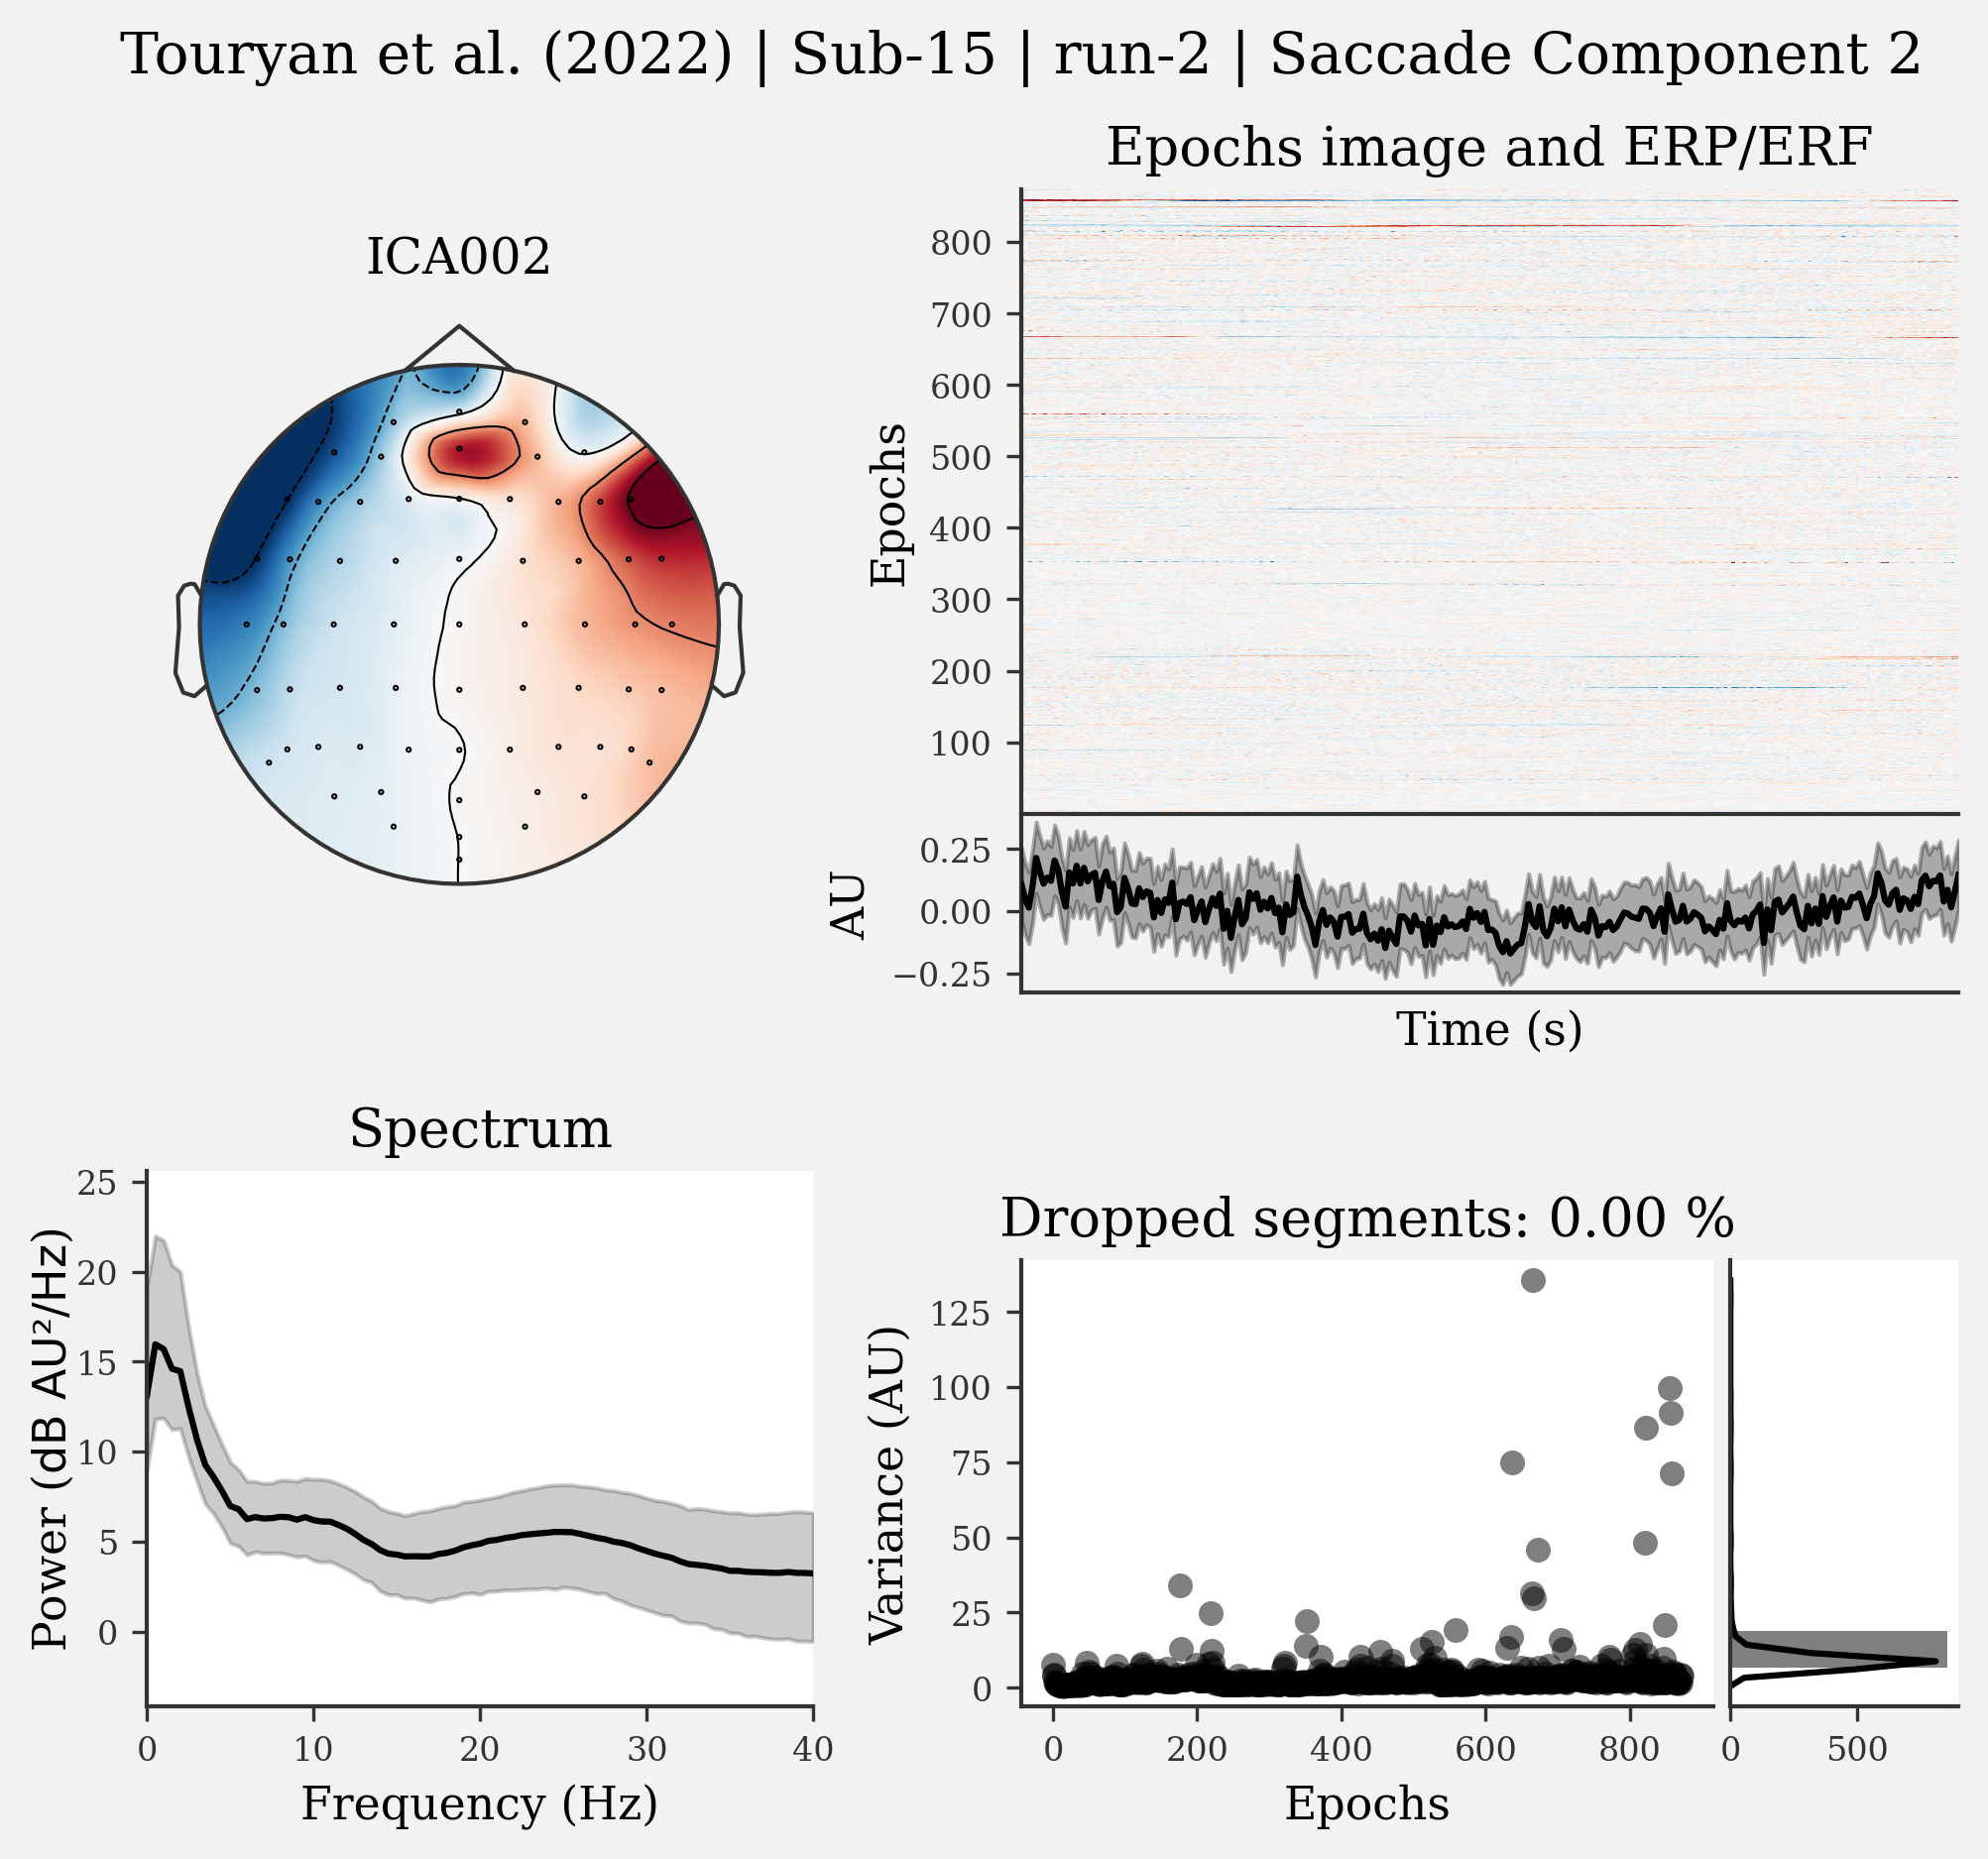 Touryan et al. (2022) | Sub-15 | run-2 | Saccade Component 2
ICA002
Epochs image and ERP/ERF
Epochs
800
700
600
500
400
300
200
100
AU
0.25
0.00
−0.25
Time (s)
Spectrum
Power (dB AU²/Hz)
25
20
15
10
5
0
0 10 20 30 40
Frequency (Hz)
Dropped segments: 0.00 %
Variance (AU)
125
100
75
50
25
0
0 200 400 600 800
Epochs
0 500